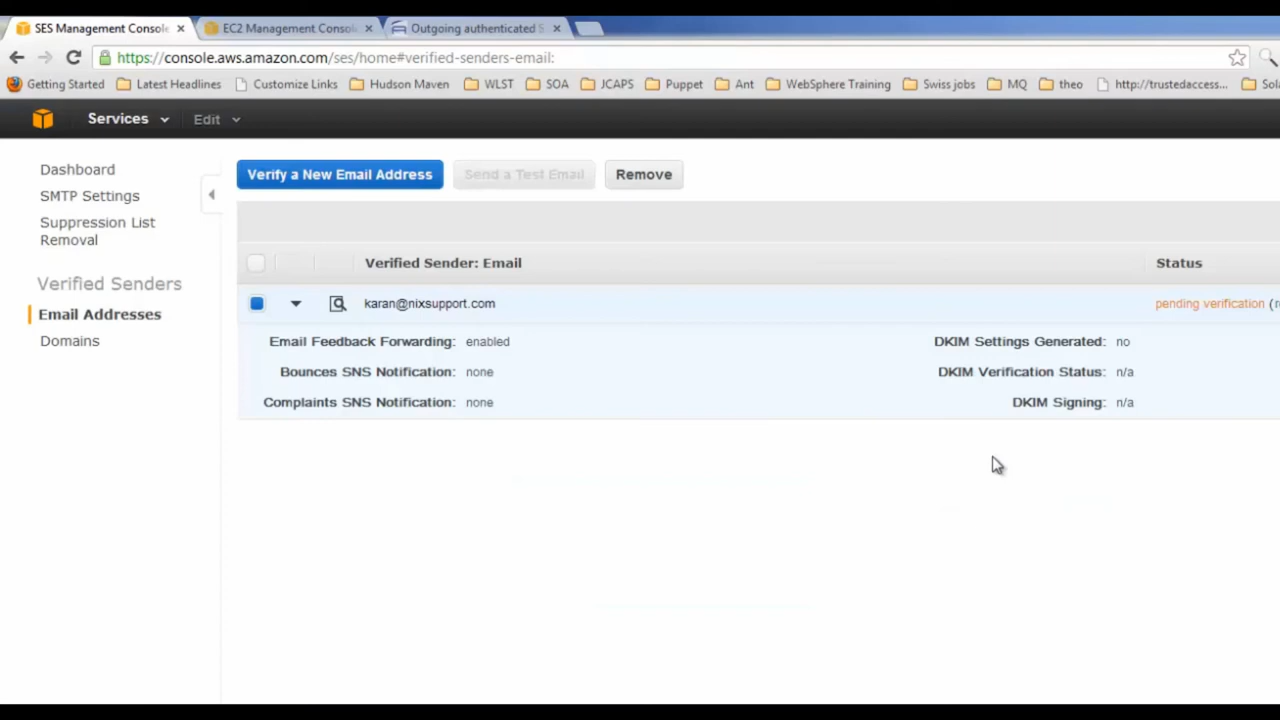 SES Management Console EC2 Management Consol Outgoing authenticated S
https://console.aws.amazon.com/ses/home#verified-senders-email:
Getting Started Latest Headlines Customize Links Hudson Maven WLST SOA JCAPS Puppet Ant WebSphere Training Swiss jobs MQ theo http://trustedaccess... Sola
Services Edit
Dashboard
SMTP Settings
Suppression List
Removal
Verified Senders
Email Addresses
Domains
Verify a New Email Address Send a Test Email Remove
Verified Sender: Email Status
karan@nixsupport.com pending verification (re
Email Feedback Forwarding: enabled DKIM Settings Generated: no
Bounces SNS Notification: none DKIM Verification Status: n/a
Complaints SNS Notification: none DKIM Signing: n/a